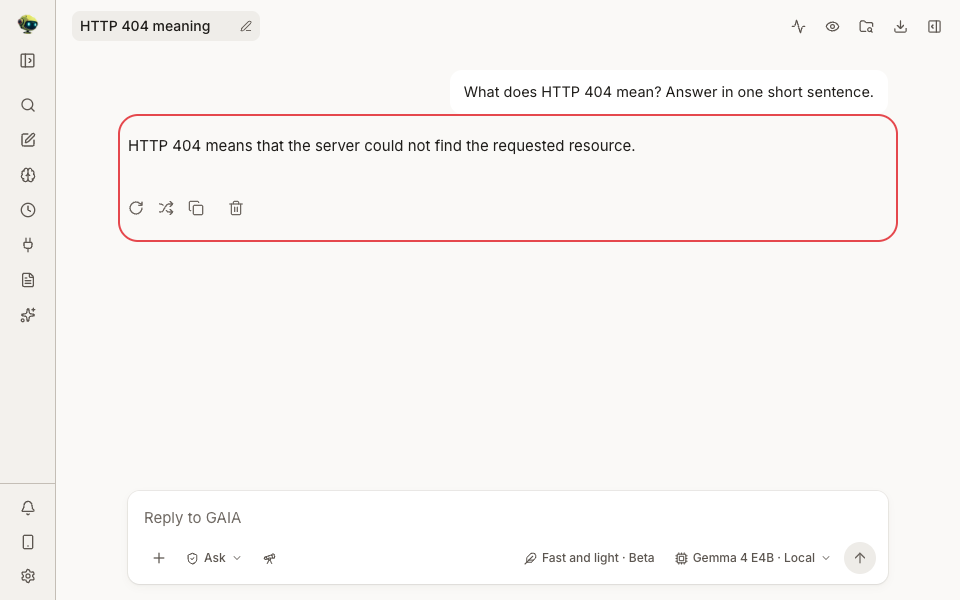 HTTP 404 meaning
What does HTTP 404 mean? Answer in one short sentence.
HTTP 404 means that the server could not find the requested resource.
Reply to GAIA
Ask
Fast and light · Beta
Gemma 4 E4B · Local